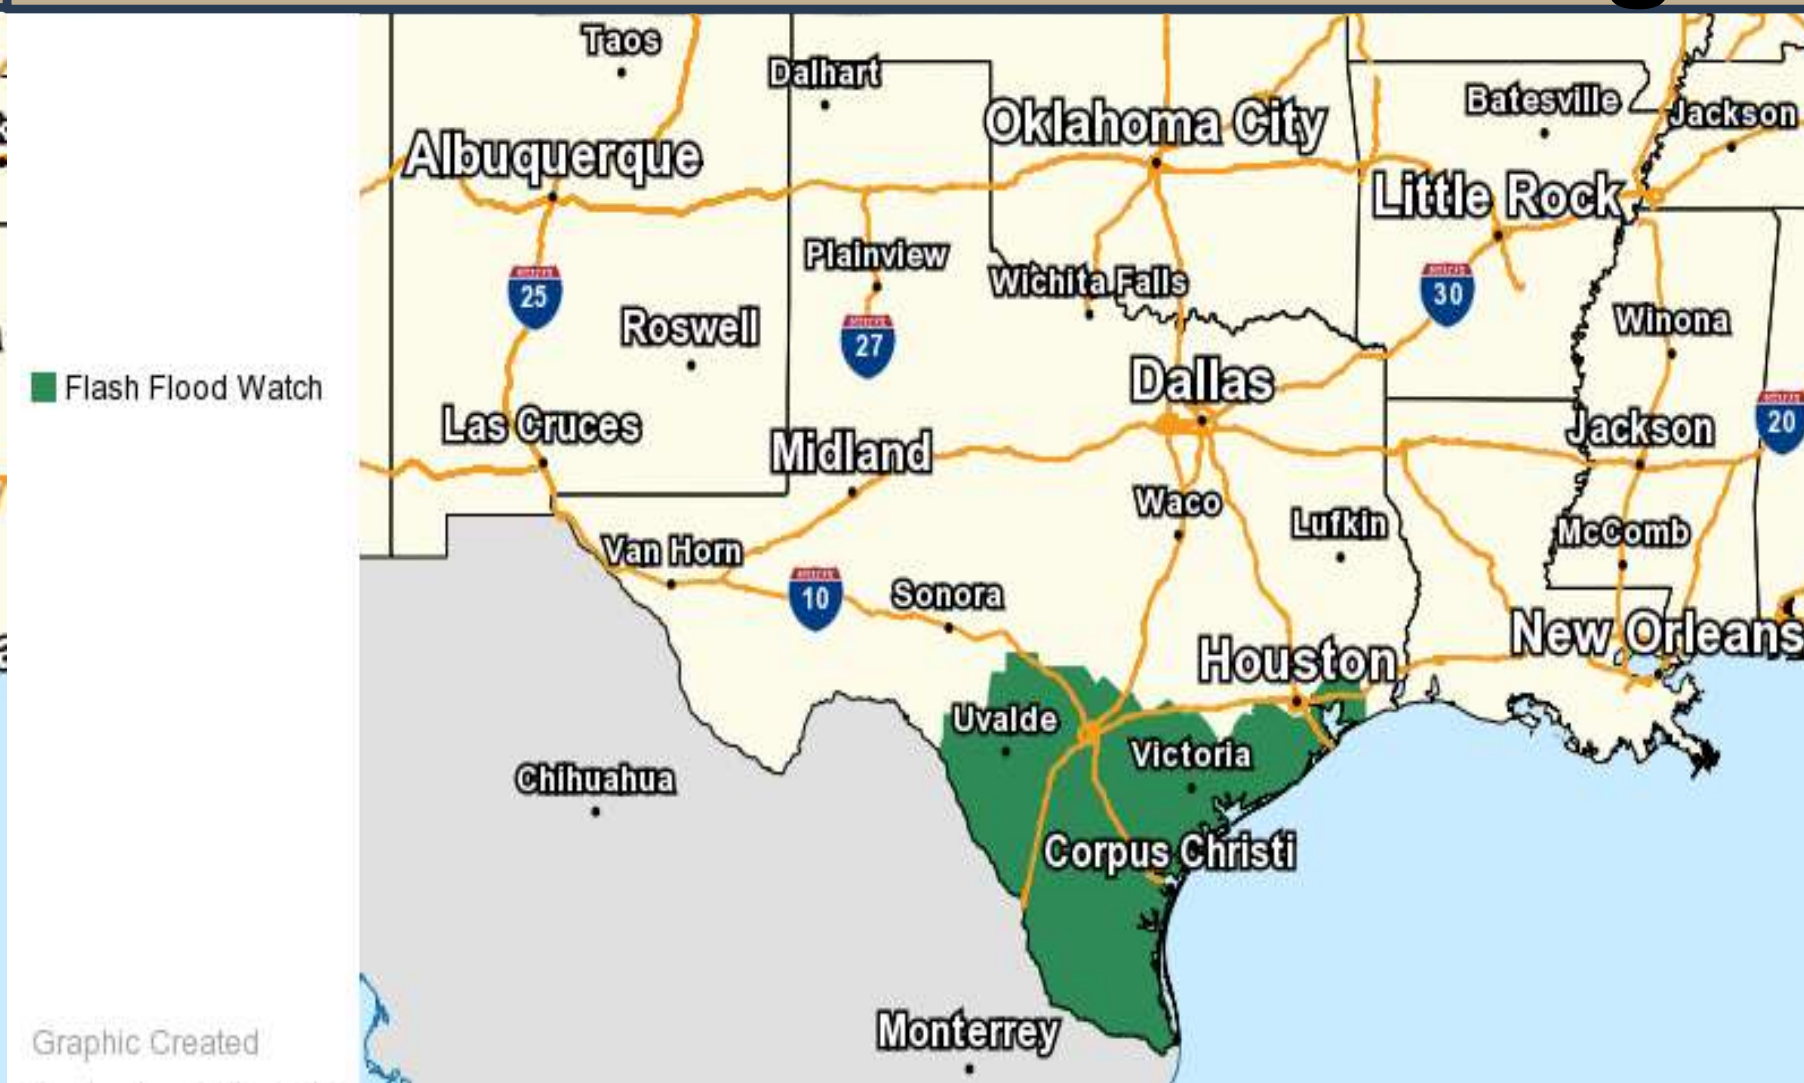 Taos
Dalhart
Oklahoma City
Batesville
Jackson
Albuquerque
Little Rock
Plainview
Wichita Falls
25
30
Roswell
27
Winona
Flash Flood Watch
Dallas
20
Las Cruces
Midland
Jackson
Waco
Lufkin
McComb
Van Horn
10
Sonora
New Orleans
Houston
Uvalde
Victoria
Chihuahua
Corpus Christi
Monterrey
Graphic Created